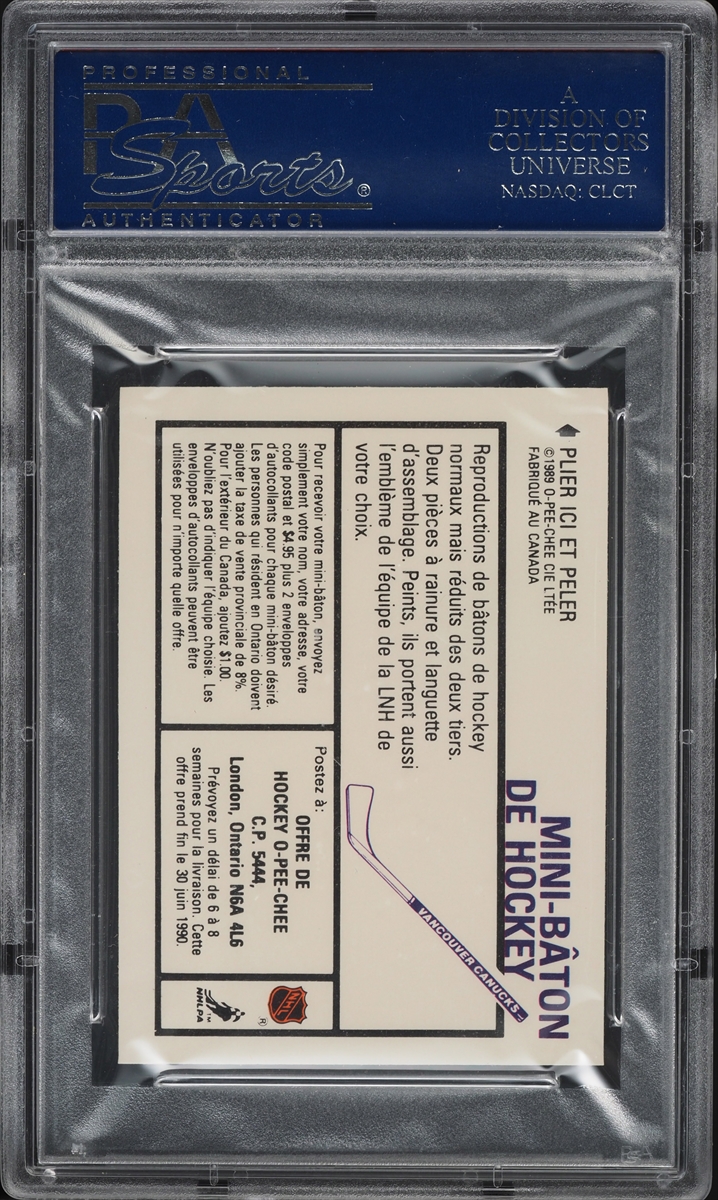 PROFESSIONAL
PSA
Sports®
AUTHENTICATOR
A
DIVISION OF
COLLECTORS
UNIVERSE
NASDAQ: CLCT
PLIER ICI ET PELER
©1989 O-PEE-CHEE CIE LTÉE
FABRIQUÉ AU CANADA
MINI-BÂTON
DE HOCKEY
Reproductions de bâtons de hockey
normaux mais réduits des deux tiers.
Deux pièces à rainure et languette
d'assemblage. Peints, ils portent aussi
l'emblème de l'équipe de la LNH de
votre choix.
VANCOUVER CANUCKS
Pour recevoir votre mini-bâton, envoyez
simplement votre nom, votre adresse, votre
code postal et $4.95 plus 2 enveloppes
d'autocollants pour chaque mini-bâton désiré.
Les personnes qui résident en Ontario doivent
ajouter la taxe de vente provinciale de 8%.
Pour l'extérieur du Canada, ajoutez $1.00.
N'oubliez pas d'indiquer l'équipe choisie. Les
enveloppes d'autocollants peuvent être
utilisées pour n'importe quelle offre.
Postez à:
OFFRE DE
HOCKEY O-PEE-CHEE
C.P. 5444,
London, Ontario N6A 4L6
Prévoyez un délai de 6 à 8
semaines pour la livraison. Cette
offre prend fin le 30 juin 1990.
NHL
®
™
NHLPA